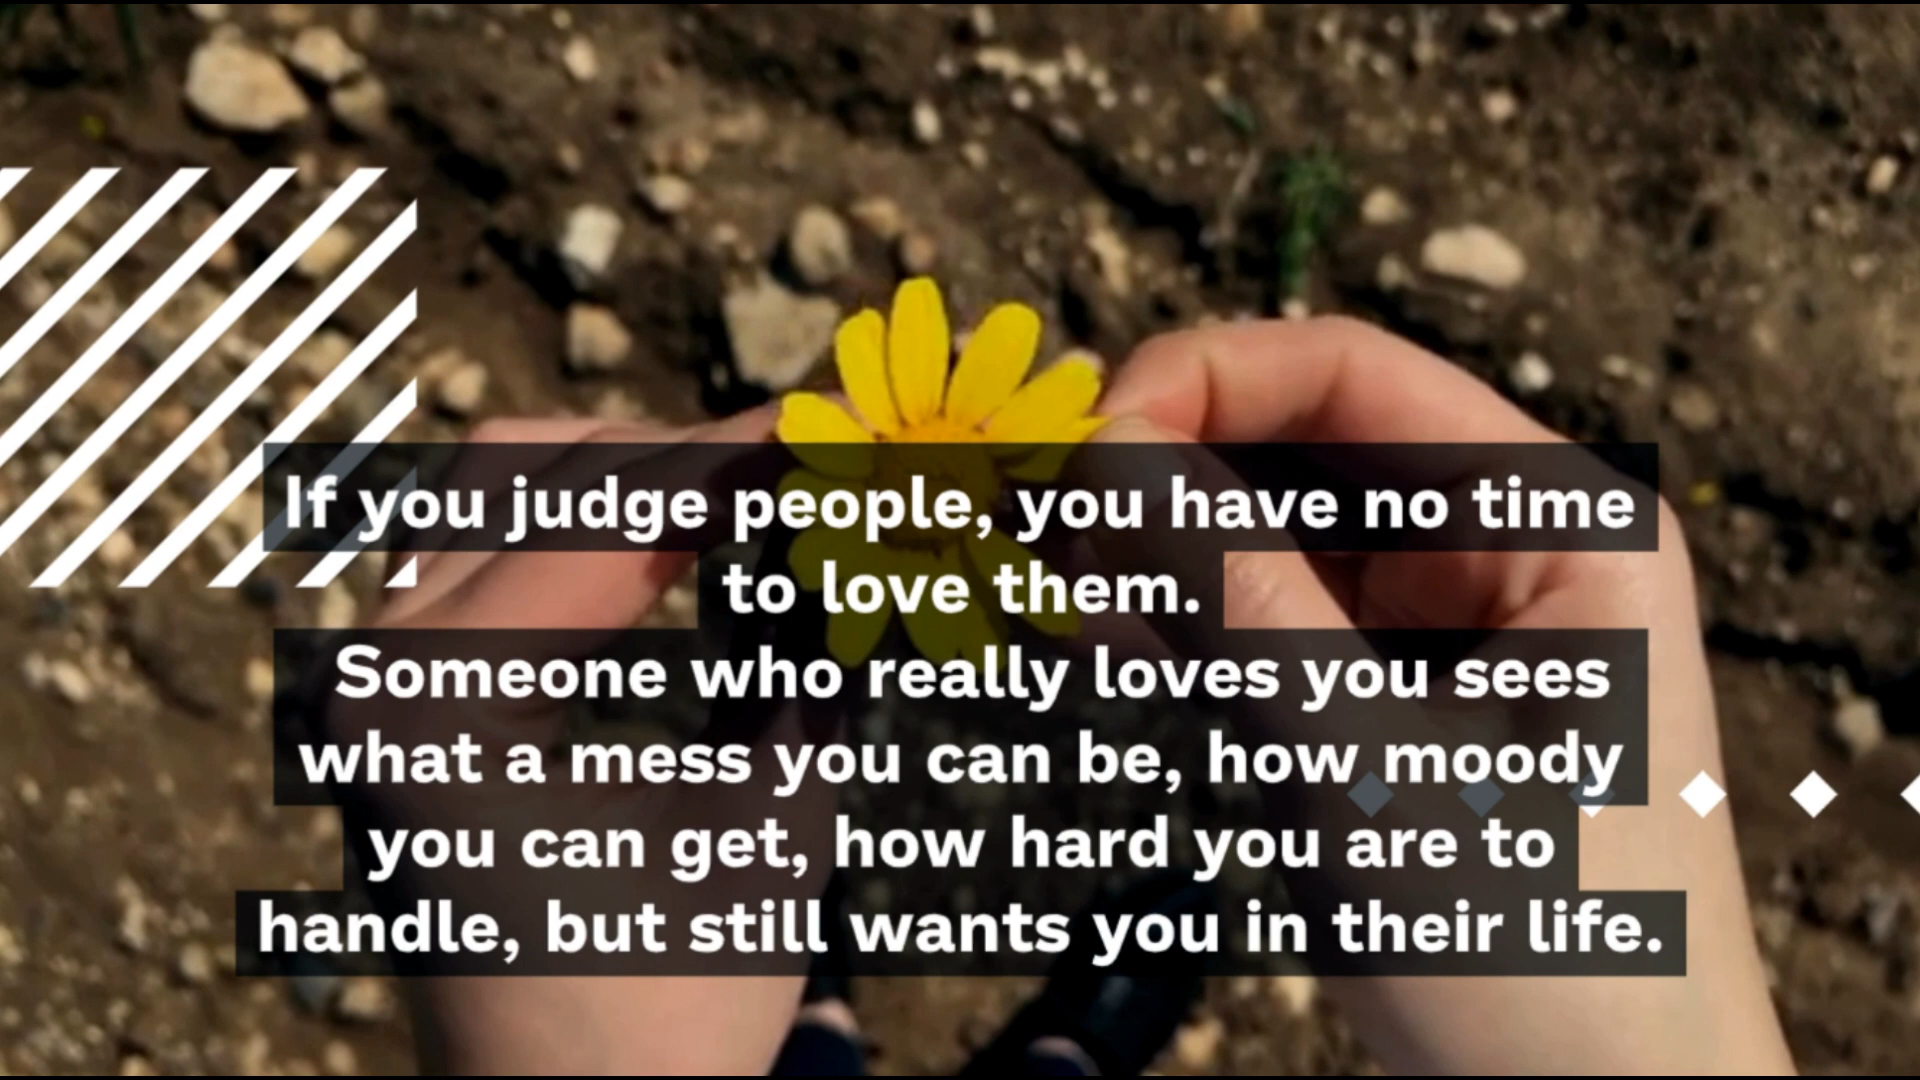 If you judge people, you have no time
to love them.
Someone who really loves you sees
what a mess you can be, how moody
you can get, how hard you are to
handle, but still wants you in their life.